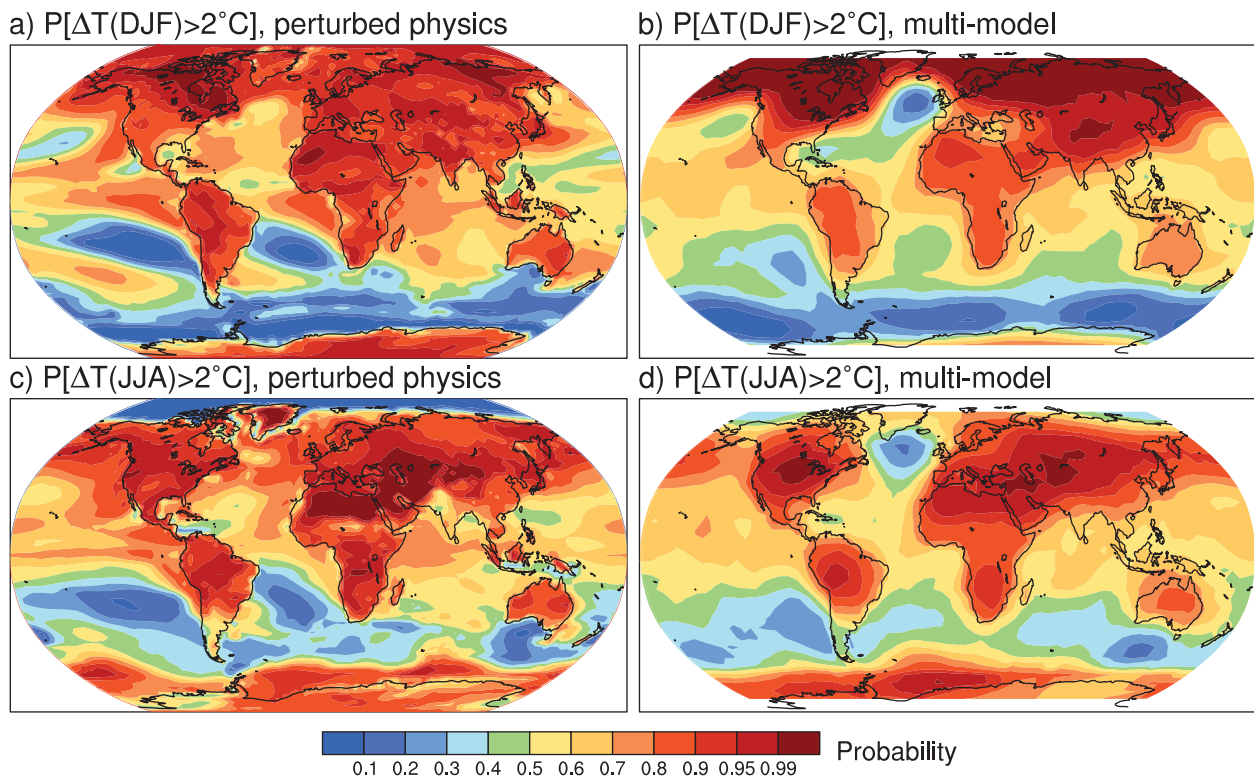 a) P[ΔT(DJF)>2°C], perturbed physics
b) P[ΔT(DJF)>2°C], multi-model
c) P[ΔT(JJA)>2°C], perturbed physics
d) P[ΔT(JJA)>2°C], multi-model
0.1 0.2 0.3 0.4 0.5 0.6 0.7 0.8 0.9 0.95 0.99 Probability